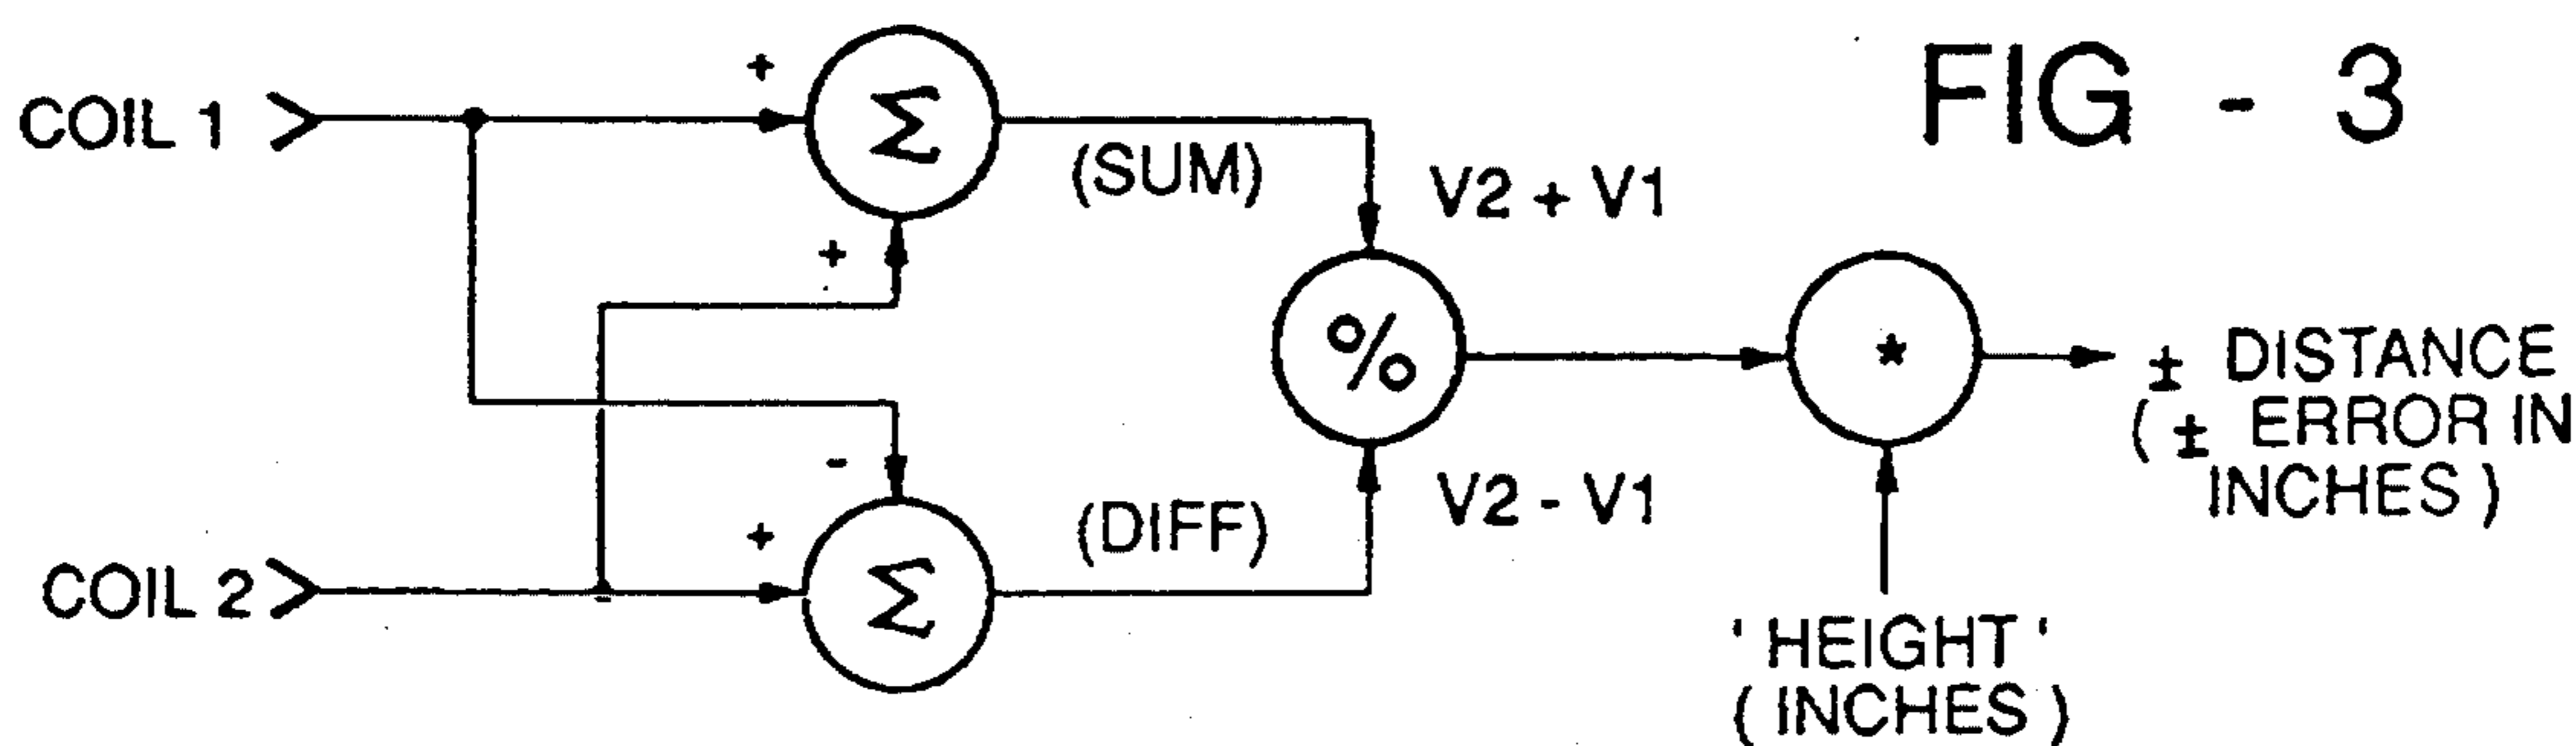 FIG - 3
COIL 1
+
Σ
(SUM)
V2 + V1
+
%
*
± DISTANCE
( ± ERROR IN
INCHES )
-
+
COIL 2
Σ
(DIFF)
V2 - V1
' HEIGHT '
( INCHES )